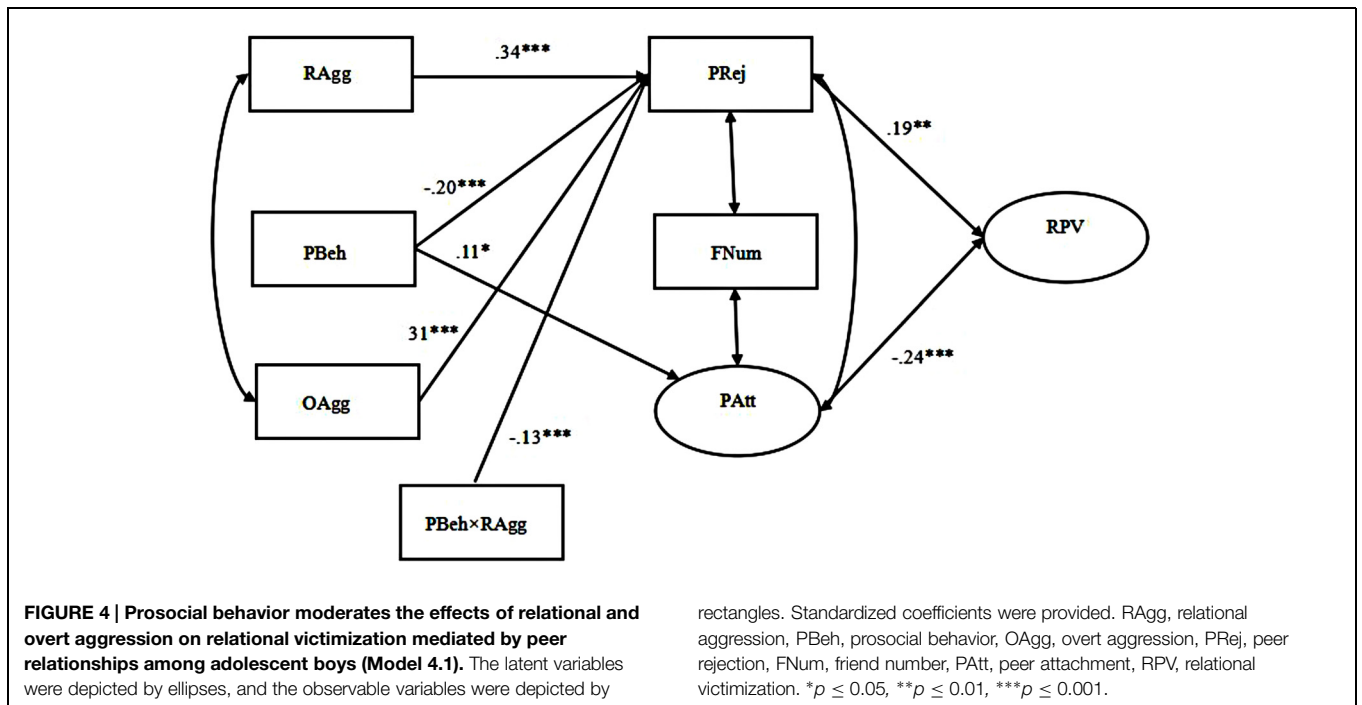 RAgg
.34***
PRej
.19**
-.20***
PBeh
.11*
FNum
RPV
31***
-.24***
OAgg
PAtt
-.13***
PBeh×RAgg
FIGURE 4 | Prosocial behavior moderates the effects of relational and
overt aggression on relational victimization mediated by peer
relationships among adolescent boys (Model 4.1). The latent variables
were depicted by ellipses, and the observable variables were depicted by
rectangles. Standardized coefficients were provided. RAgg, relational
aggression, PBeh, prosocial behavior, OAgg, overt aggression, PRej, peer
rejection, FNum, friend number, PAtt, peer attachment, RPV, relational
victimization. *p ≤ 0.05, **p ≤ 0.01, ***p ≤ 0.001.